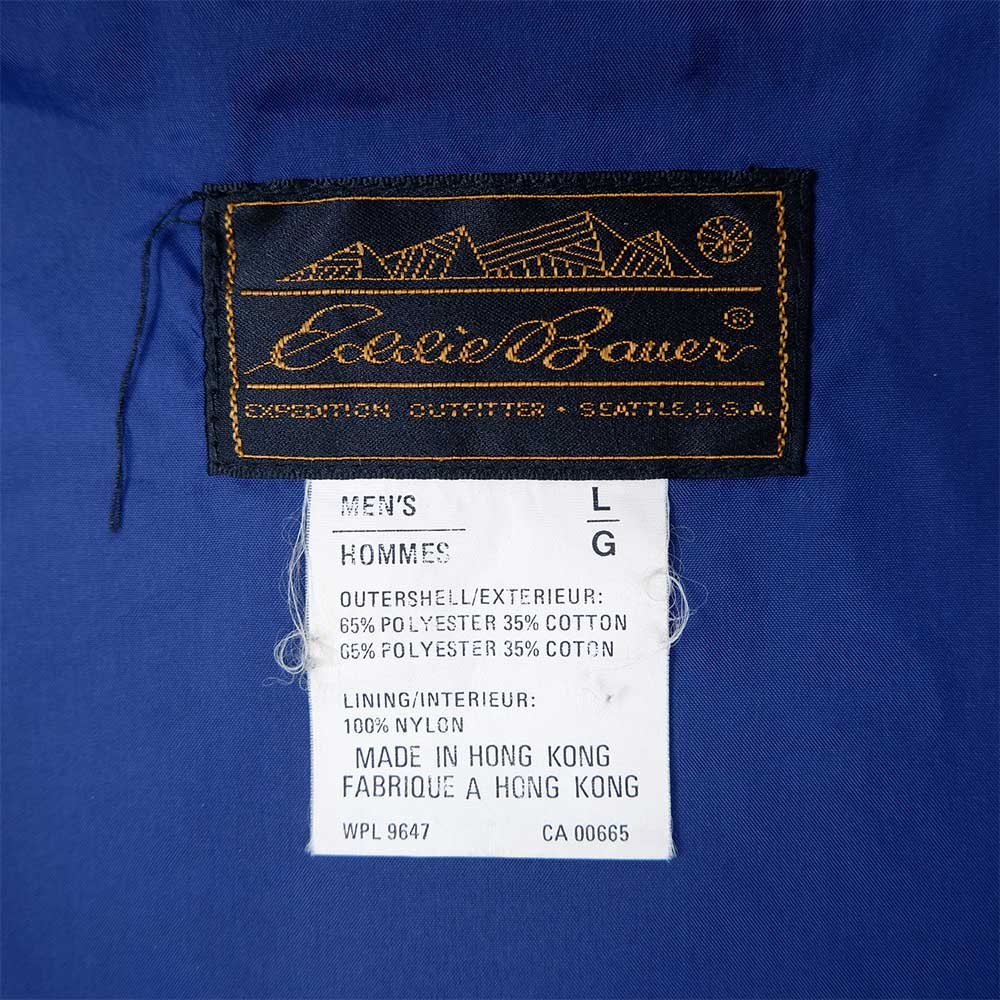 Eddie Bauer®
EXPEDITION OUTFITTER • SEATTLE, U.S.A.
MEN'S L
HOMMES G
OUTERSHELL/EXTERIEUR:
65% POLYESTER 35% COTTON
65% POLYESTER 35% COTON
LINING/INTERIEUR:
100% NYLON
MADE IN HONG KONG
FABRIQUE A HONG KONG
WPL 9647 CA 00665